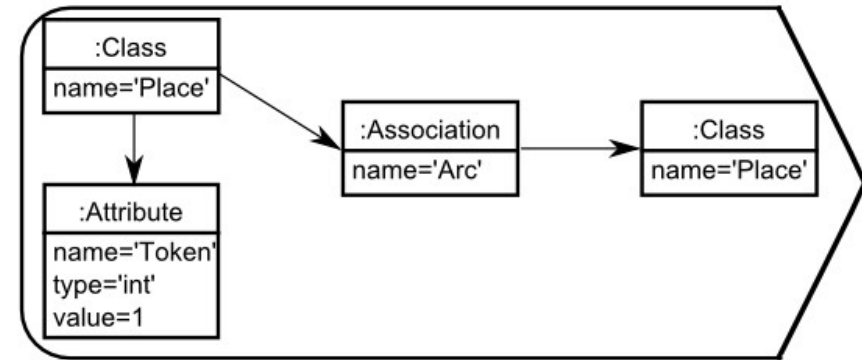 :Class
name='Place'
:Attribute
name='Token'
type='int'
value=1
:Association
name='Arc'
:Class
name='Place'